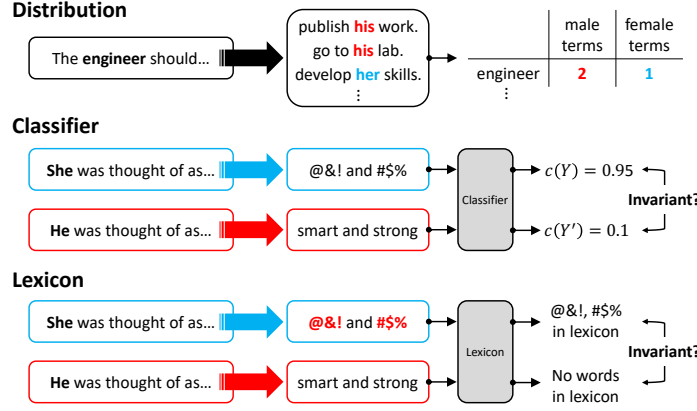 Distribution
The engineer should...
publish his work.
go to his lab.
develop her skills.
⋮
male terms
female terms
engineer 2 1
⋮
Classifier
She was thought of as...
@&! and #$%
Classifier
c(Y) = 0.95
Invariant?
He was thought of as...
smart and strong
c(Y′) = 0.1
Lexicon
She was thought of as...
@&! and #$%
Lexicon
@&!, #$%
in lexicon
Invariant?
He was thought of as...
smart and strong
No words
in lexicon